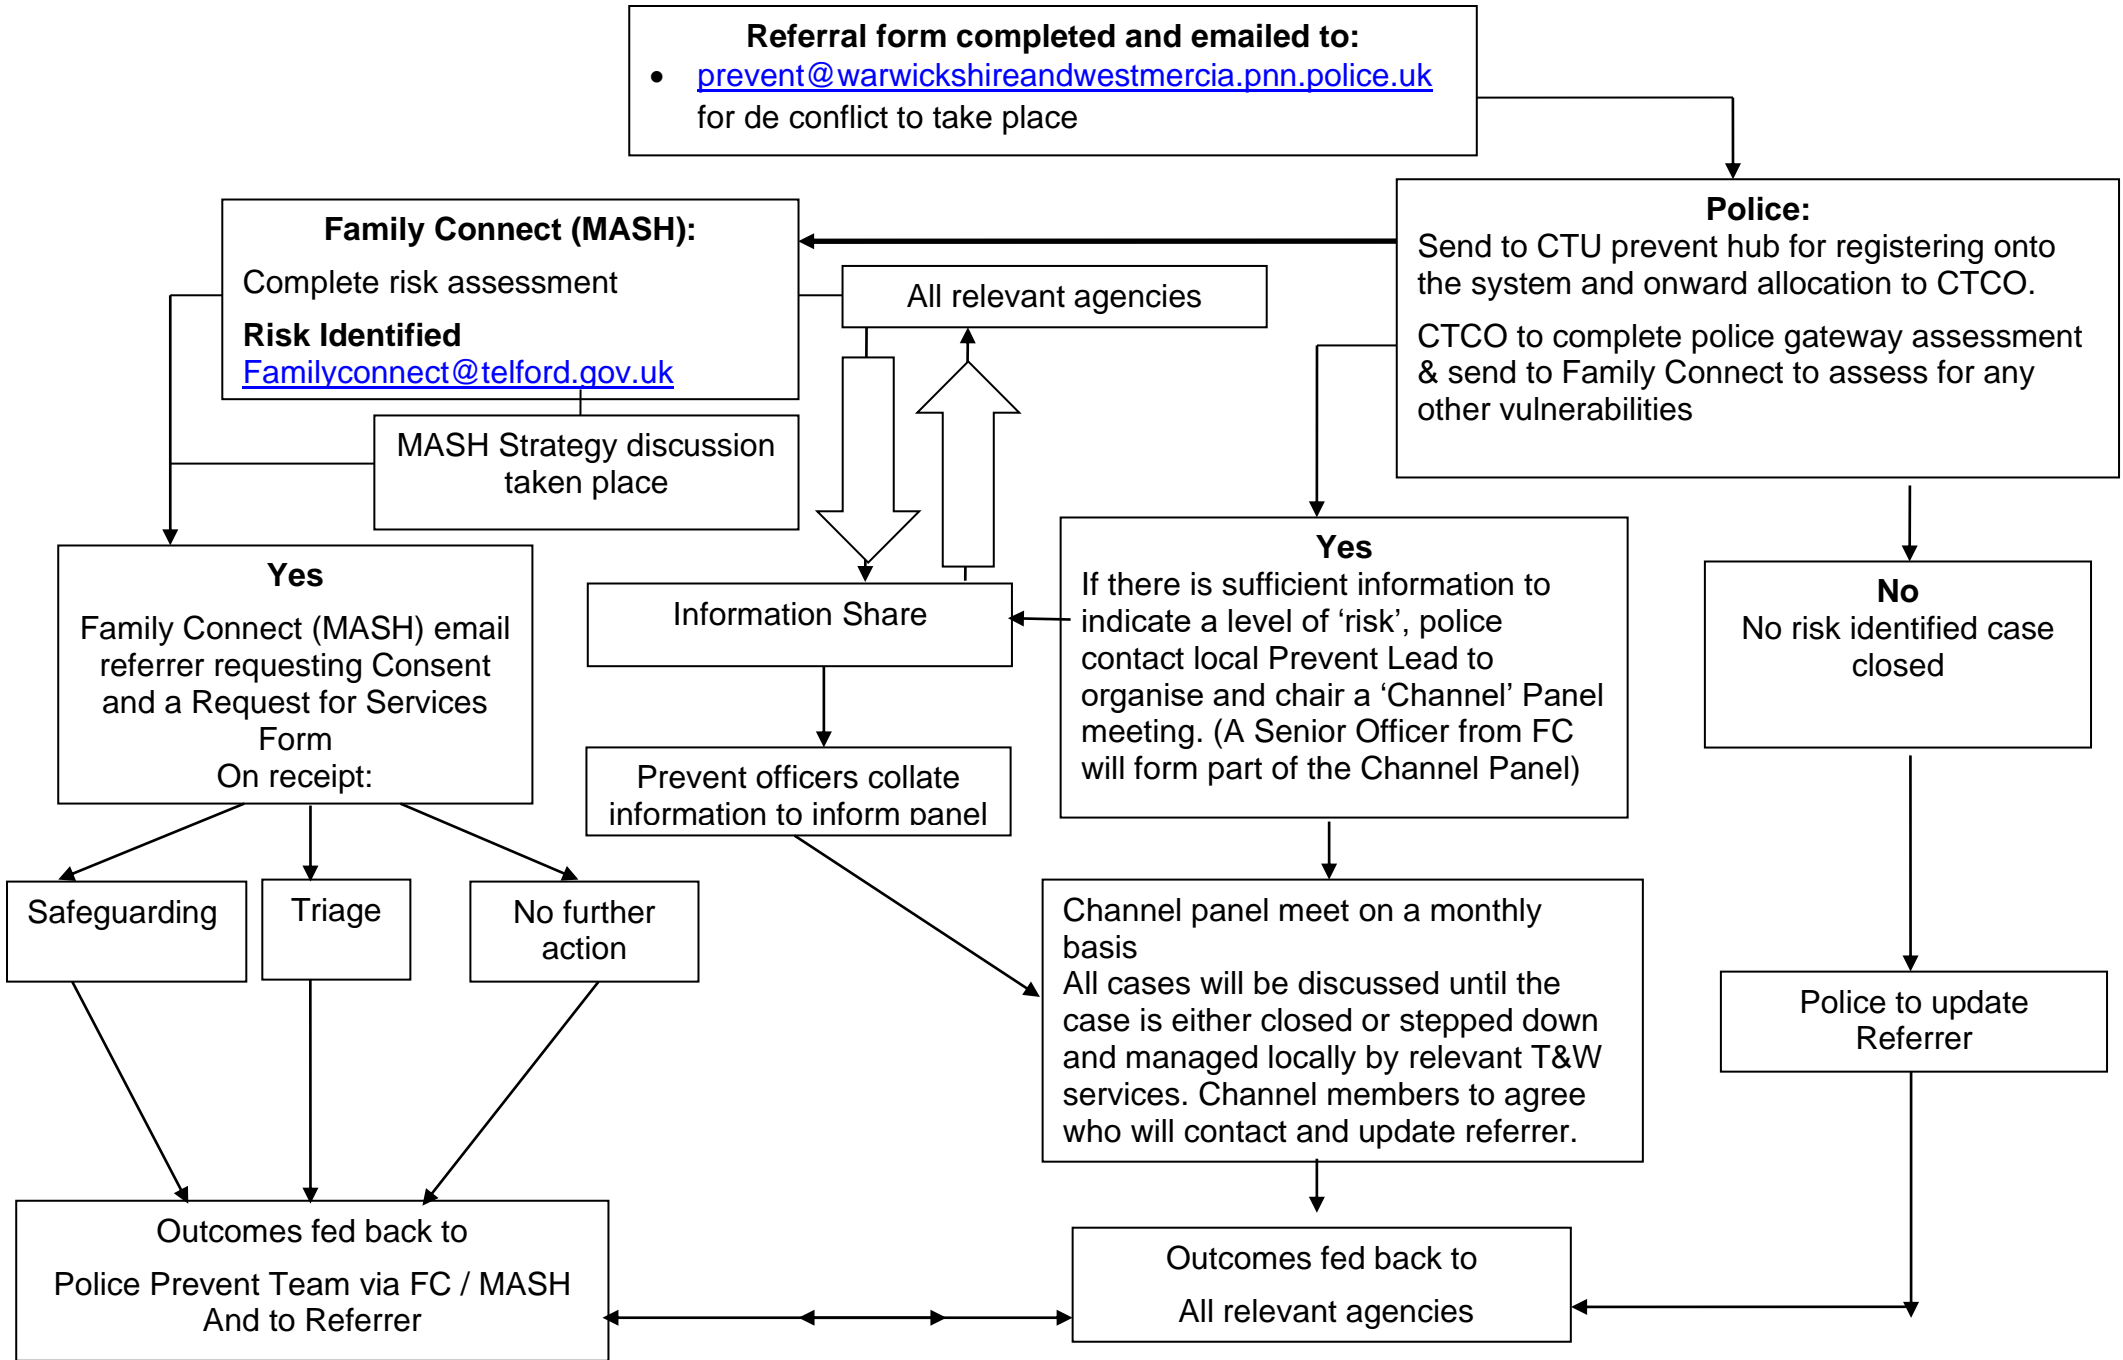 Referral form completed and emailed to:
• prevent@warwickshireandwestmercia.pnn.police.uk
for de conflict to take place
Family Connect (MASH):
Complete risk assessment
Risk Identified
Familyconnect@telford.gov.uk
All relevant agencies
Police:
Send to CTU prevent hub for registering onto
the system and onward allocation to CTCO.
CTCO to complete police gateway assessment
& send to Family Connect to assess for any
other vulnerabilities
MASH Strategy discussion
taken place
Yes
Family Connect (MASH) email
referrer requesting Consent
and a Request for Services
Form
On receipt:
Information Share
Yes
If there is sufficient information to
indicate a level of ‘risk’, police
contact local Prevent Lead to
organise and chair a ‘Channel’ Panel
meeting. (A Senior Officer from FC
will form part of the Channel Panel)
No
No risk identified case
closed
Prevent officers collate
information to inform panel
Safeguarding
Triage
No further
action
Channel panel meet on a monthly
basis
All cases will be discussed until the
case is either closed or stepped down
and managed locally by relevant T&W
services. Channel members to agree
who will contact and update referrer.
Police to update
Referrer
Outcomes fed back to
Police Prevent Team via FC / MASH
And to Referrer
Outcomes fed back to
All relevant agencies